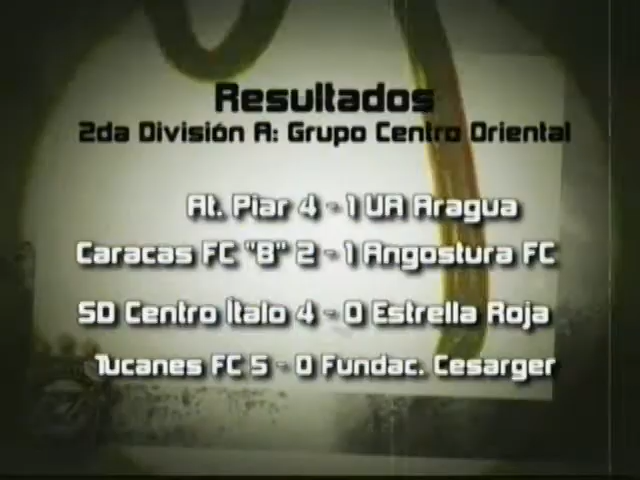 Resultados
2da División A: Grupo Centro Oriental
At. Piar 4 - 1 UA Aragua
Caracas FC "B" 2 - 1 Angostura FC
SD Centro Ítalo 4 - 0 Estrella Roja
Tucanes FC 5 - 0 Fundac. Cesarger